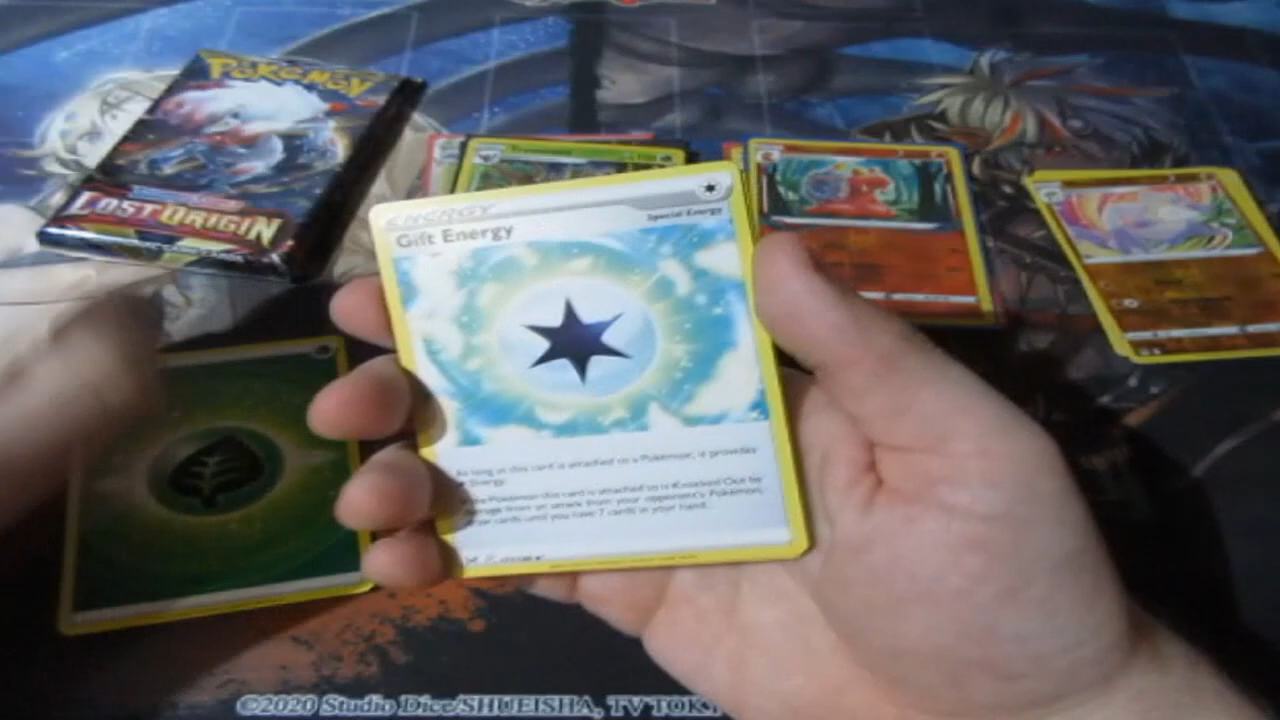 POKéMON
LOST ORIGIN
ENERGY
Special Energy
Gift Energy
As long as this card is attached to a Pokémon, it provides
Energy.
Pokémon this card is attached to is Knocked Out by
damage from an attack from your opponent's Pokémon,
cards until you have 7 cards in your hand.
©2020 Studio Dice/SHUEISHA, TV TOK